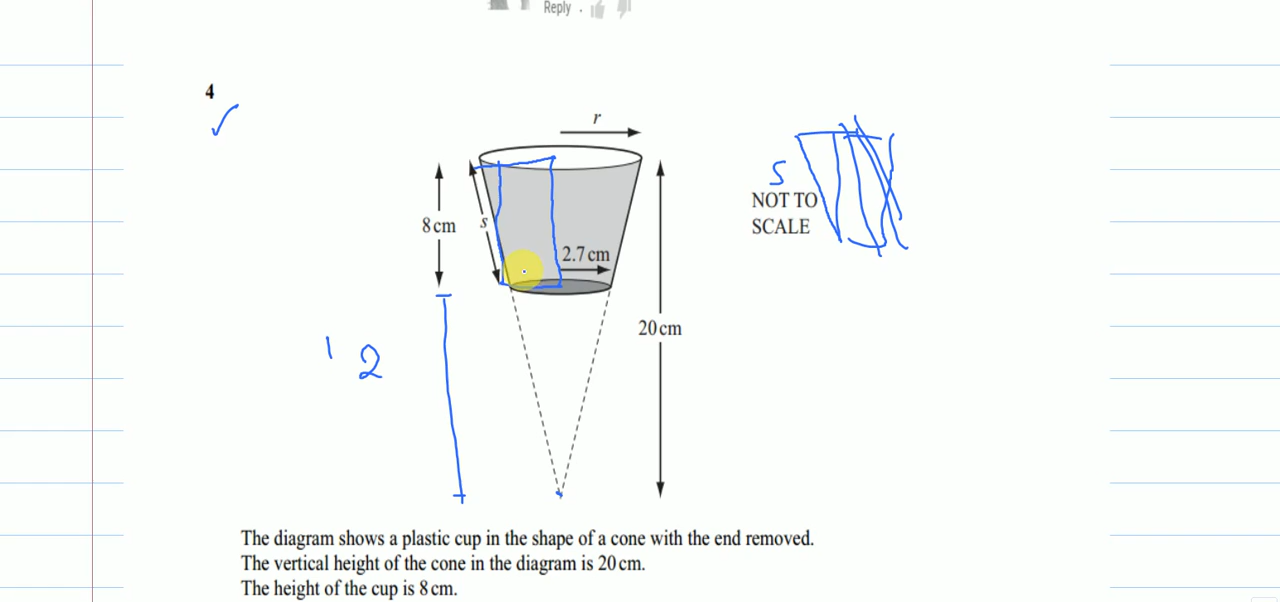 Reply .
4
r
8 cm
s
2.7 cm
20 cm
S
NOT TO
SCALE
12
The diagram shows a plastic cup in the shape of a cone with the end removed.
The vertical height of the cone in the diagram is 20 cm.
The height of the cup is 8 cm.